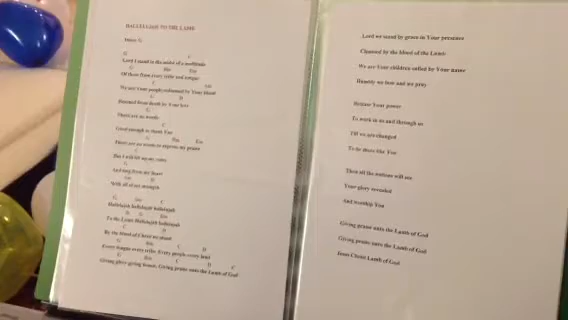 HALLELUJAH TO THE LAMB
Intro: G
G C
Lord I stand in the midst of a multitude
G Bm Em
Of those from every tribe and tongue
C
We are Your people redeemed by Your blood
G D
Rescued from death by Your love
G
There are no words
C
Good enough to thank You
G Bm Em
There are no words to express my praise
C
But I will lift up my voice
G
And sing from my heart
D
With all of my strength
G C
Hallelujah hallelujah hallelujah
D G
To the Lamb Hallelujah hallelujah
C D
By the blood of Christ we stand
G Bm C D
Every tongue every tribe Every people every land
G Bm C D C
Giving glory giving honor, Giving praise unto the Lamb of God
Lord we stand by grace in Your presence
Cleansed by the blood of the Lamb
We are Your children called by Your name
Humbly we bow and we pray
Release Your power
To work in us and through us
Till we are changed
To be more like You
Then all the nations will see
Your glory revealed
And worship You
Giving praise unto the Lamb of God
Giving praise unto the Lamb of God
Jesus Christ Lamb of God